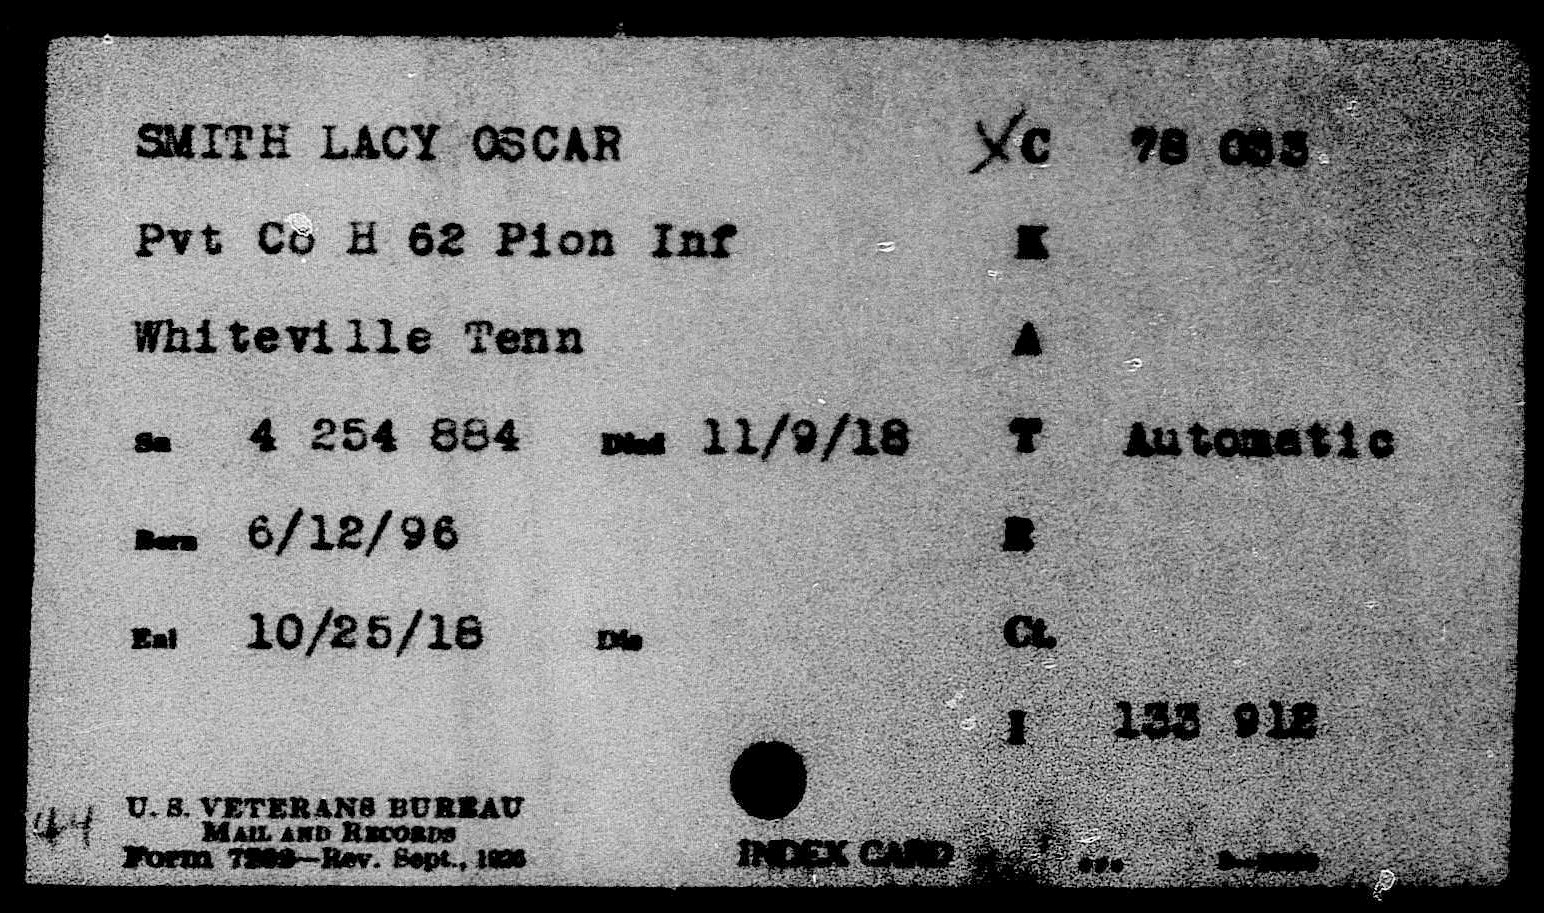 SMITH LACY OSCAR XC 78 033
Pvt Co H 62 Pion Inf K
Whiteville Tenn A
Sn 4 254 884 Died 11/9/18 T Automatic
Born 6/12/96 R
Enl 10/25/18 Dis Ct.
I 133 912
44
U. S. VETERANS BUREAU
MAIL AND RECORDS
Form 7202—Rev. Sept., 1926
INDEX CARD